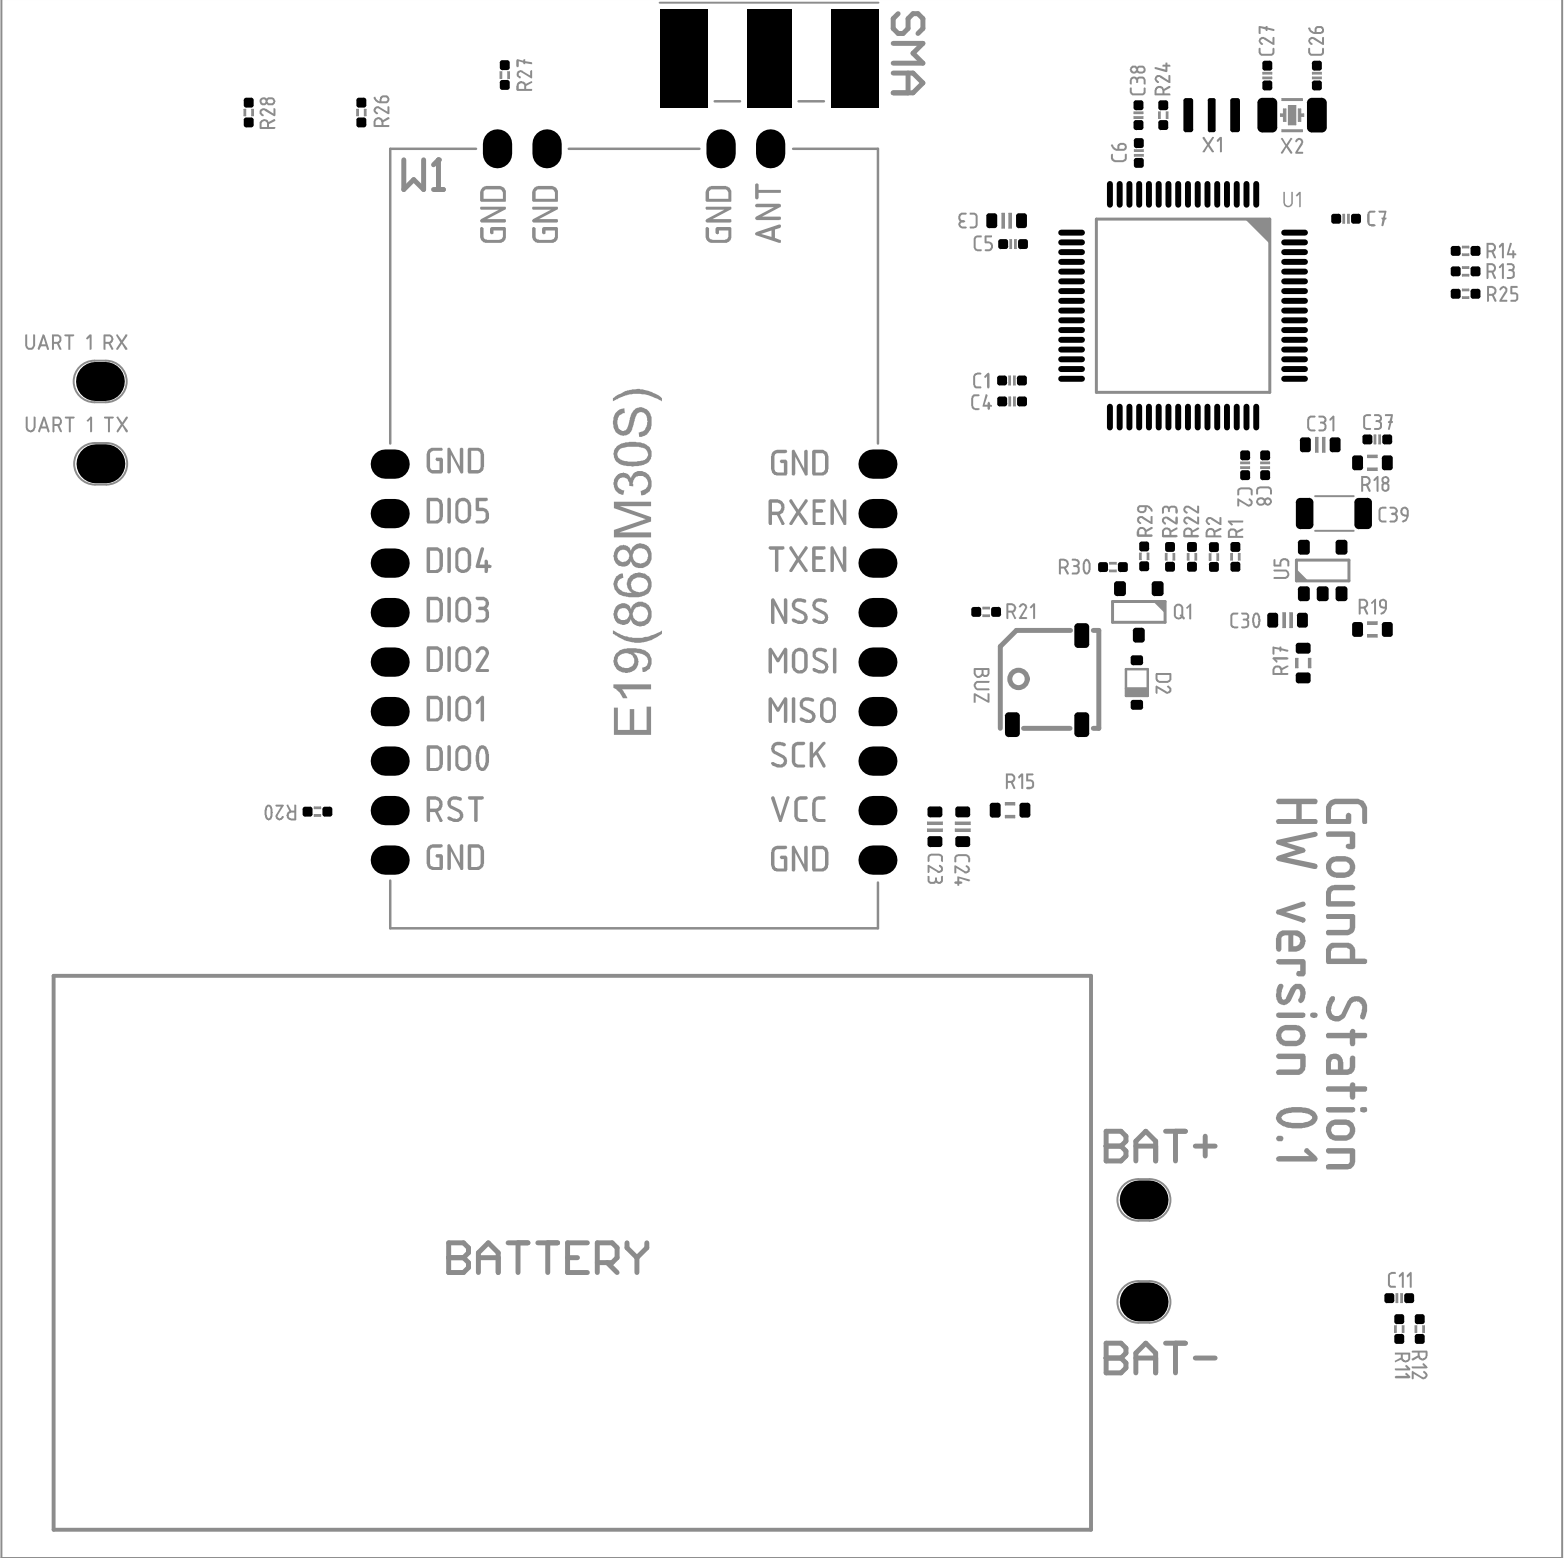 SMA
C27
C26
R27
R28
R26
C38
R24
X1
X2
C6
W1
GND
GND
GND
ANT
U1
C3
C5
C7
R14
R13
R25
UART 1 RX
UART 1 TX
C1
C4
E19(868M30S)
GND
DIO5
DIO4
DIO3
DIO2
DIO1
DIO0
RST
GND
GND
RXEN
TXEN
NSS
MOSI
MISO
SCK
VCC
GND
C31
C37
R18
C2
C8
C39
R29
R23
R22
R2
R1
R30
U5
R21
Q1
C30
R19
R17
BUZ
D2
R15
R20
C23
C24
Ground Station
HW version 0.1
BAT+
BATTERY
BAT-
C11
R11
R12